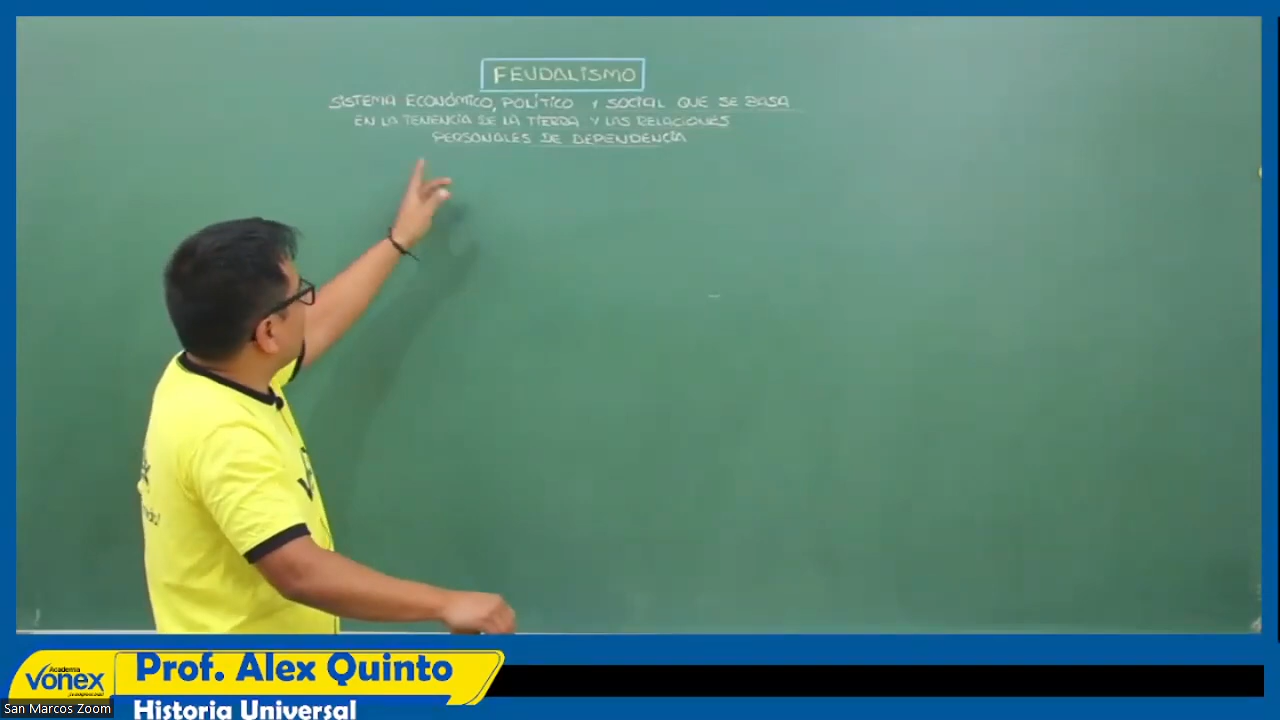 FEUDALISMO
SISTEMA ECONÓMICO, POLÍTICO Y SOCIAL QUE SE BASA
EN LA TENENCIA DE LA TIERRA Y LAS RELACIONES
PERSONALES DE DEPENDENCIA
Academia
VONEX
Prof. Alex Quinto
San Marcos Zoom
Historia Universal